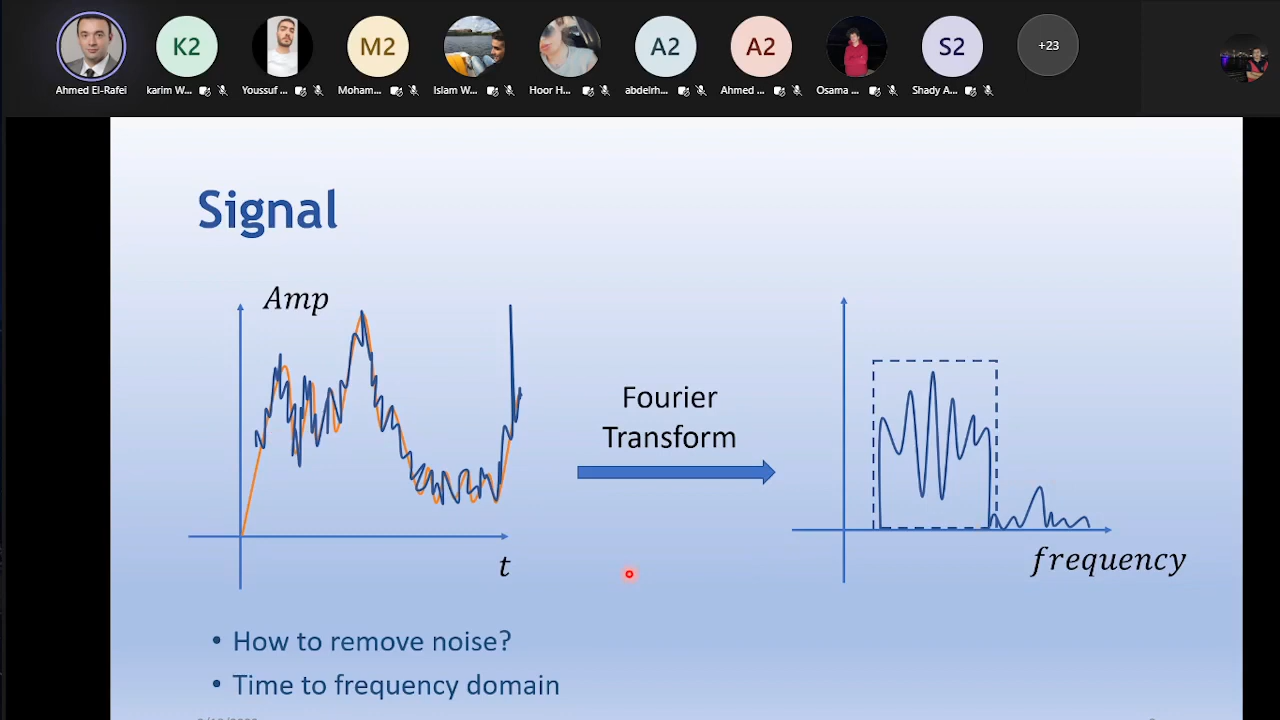 K2
M2
A2
A2
S2
+23
Ahmed El-Rafei
karim W...
Youssuf ...
Moham...
Islam W...
Hoor H...
abdelrh...
Ahmed ...
Osama ...
Shady A...
Signal
Amp
t
Fourier
Transform
frequency
• How to remove noise?
• Time to frequency domain